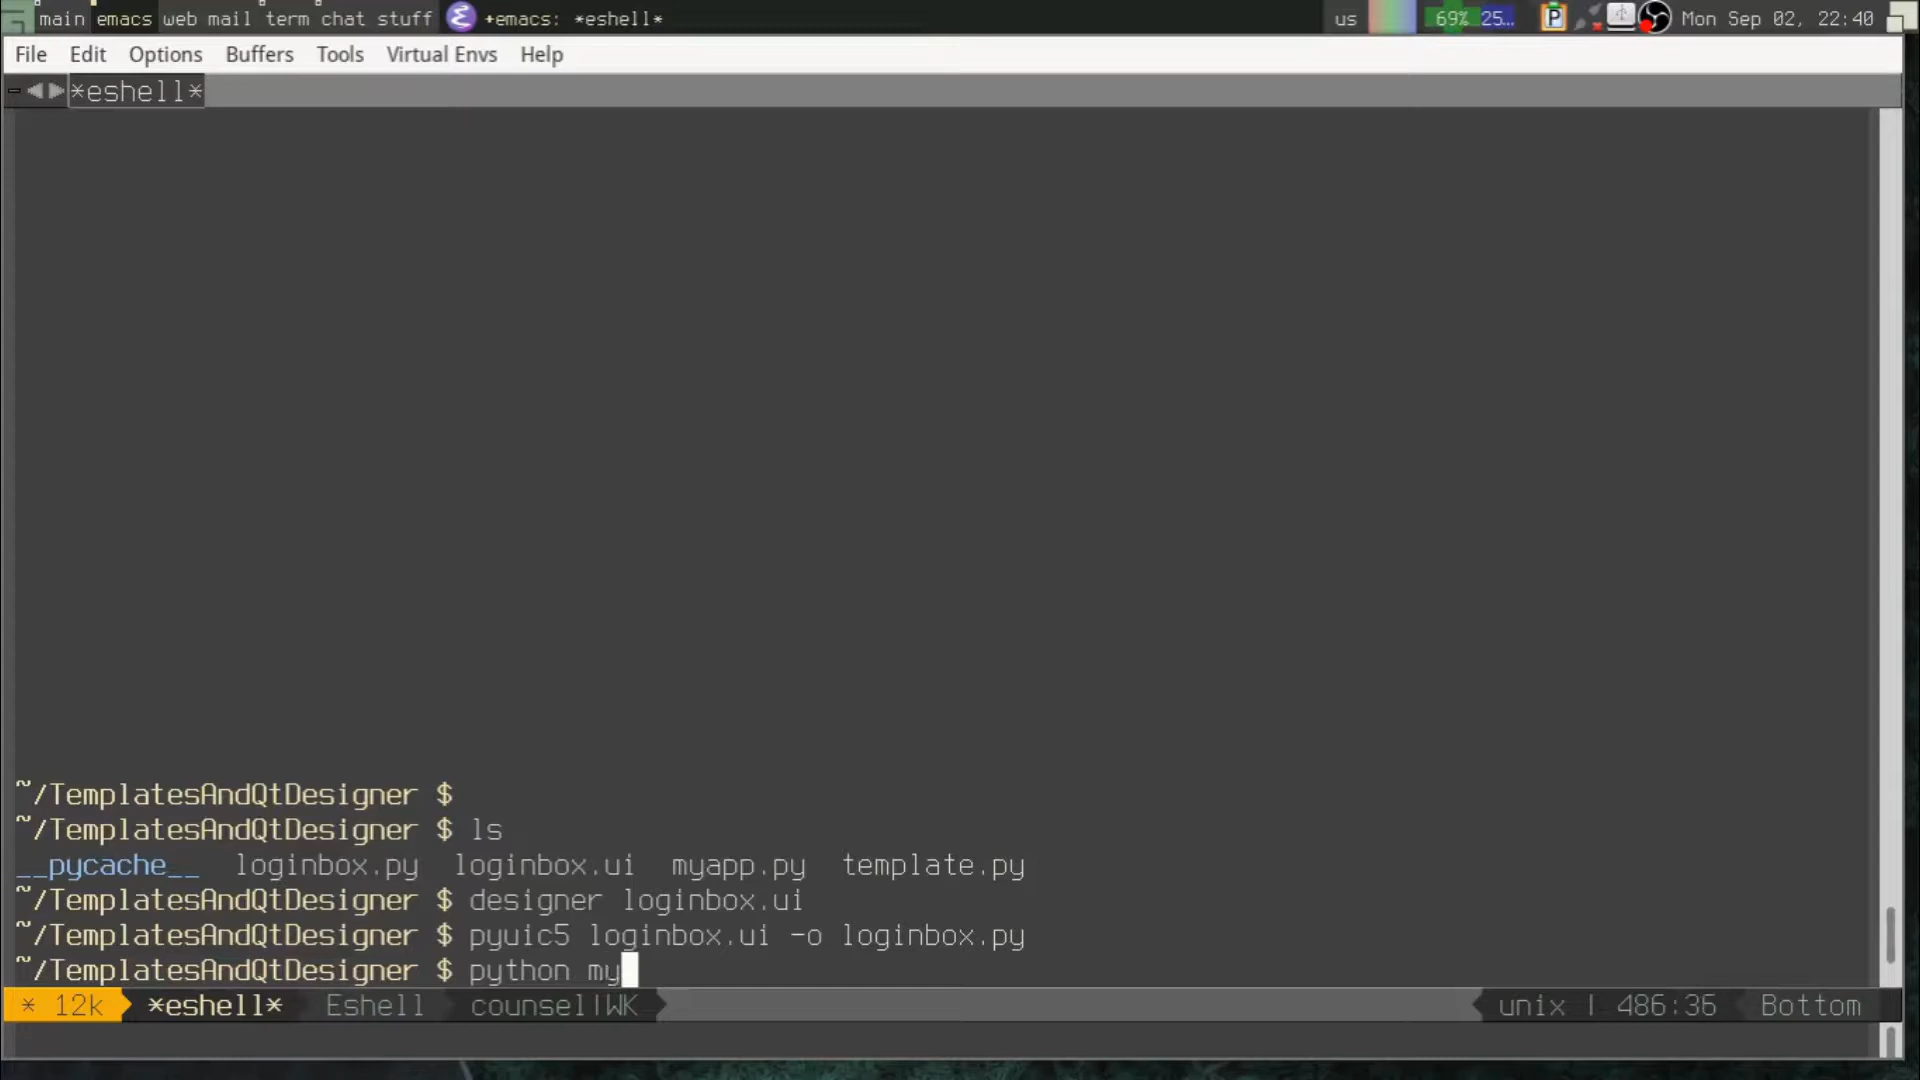 main emacs web mail term chat stuff +emacs: *eshell* us 69% 25... P Mon Sep 02, 22:40
File Edit Options Buffers Tools Virtual Envs Help
*eshell*
~/TemplatesAndQtDesigner $
~/TemplatesAndQtDesigner $ ls
__pycache__ loginbox.py loginbox.ui myapp.py template.py
~/TemplatesAndQtDesigner $ designer loginbox.ui
~/TemplatesAndQtDesigner $ pyuic5 loginbox.ui -o loginbox.py
~/TemplatesAndQtDesigner $ python my
* 12k *eshell* Eshell counsel|WK unix | 486:36 Bottom